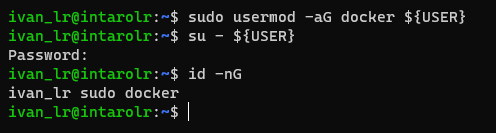 ivan_lr@intarolr:~$ sudo usermod -aG docker ${USER}
ivan_lr@intarolr:~$ su - ${USER}
Password:
ivan_lr@intarolr:~$ id -nG
ivan_lr sudo docker
ivan_lr@intarolr:~$